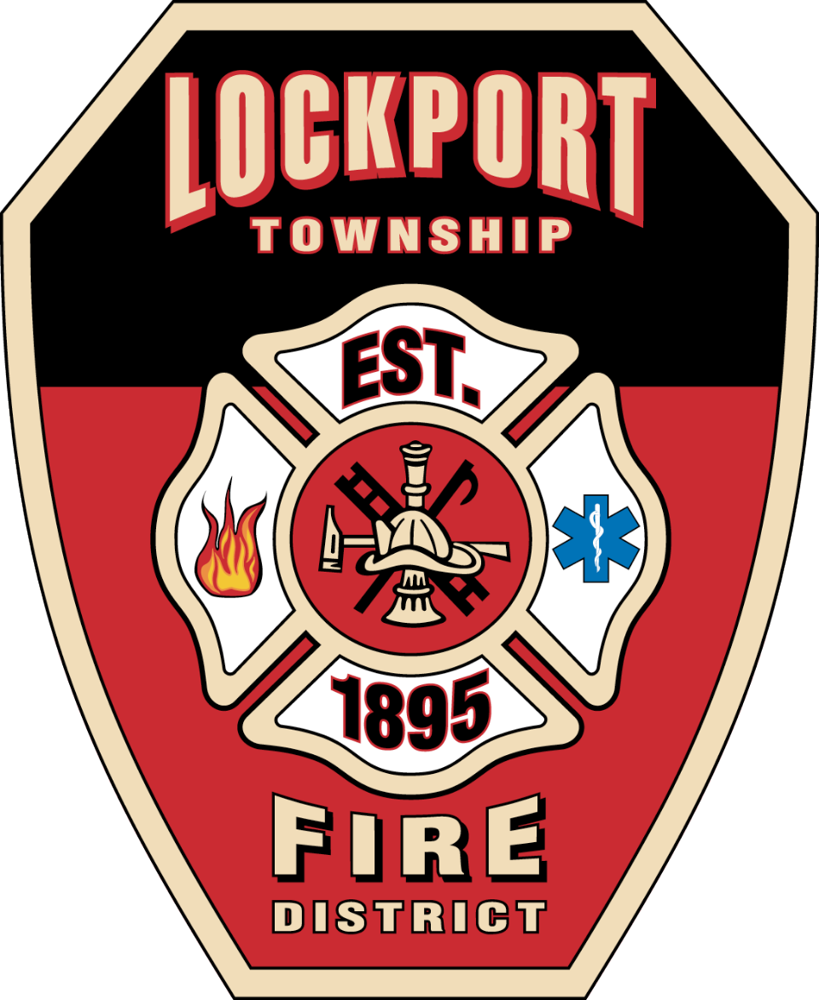 LOCKPORT
TOWNSHIP
EST.
1895
FIRE
DISTRICT